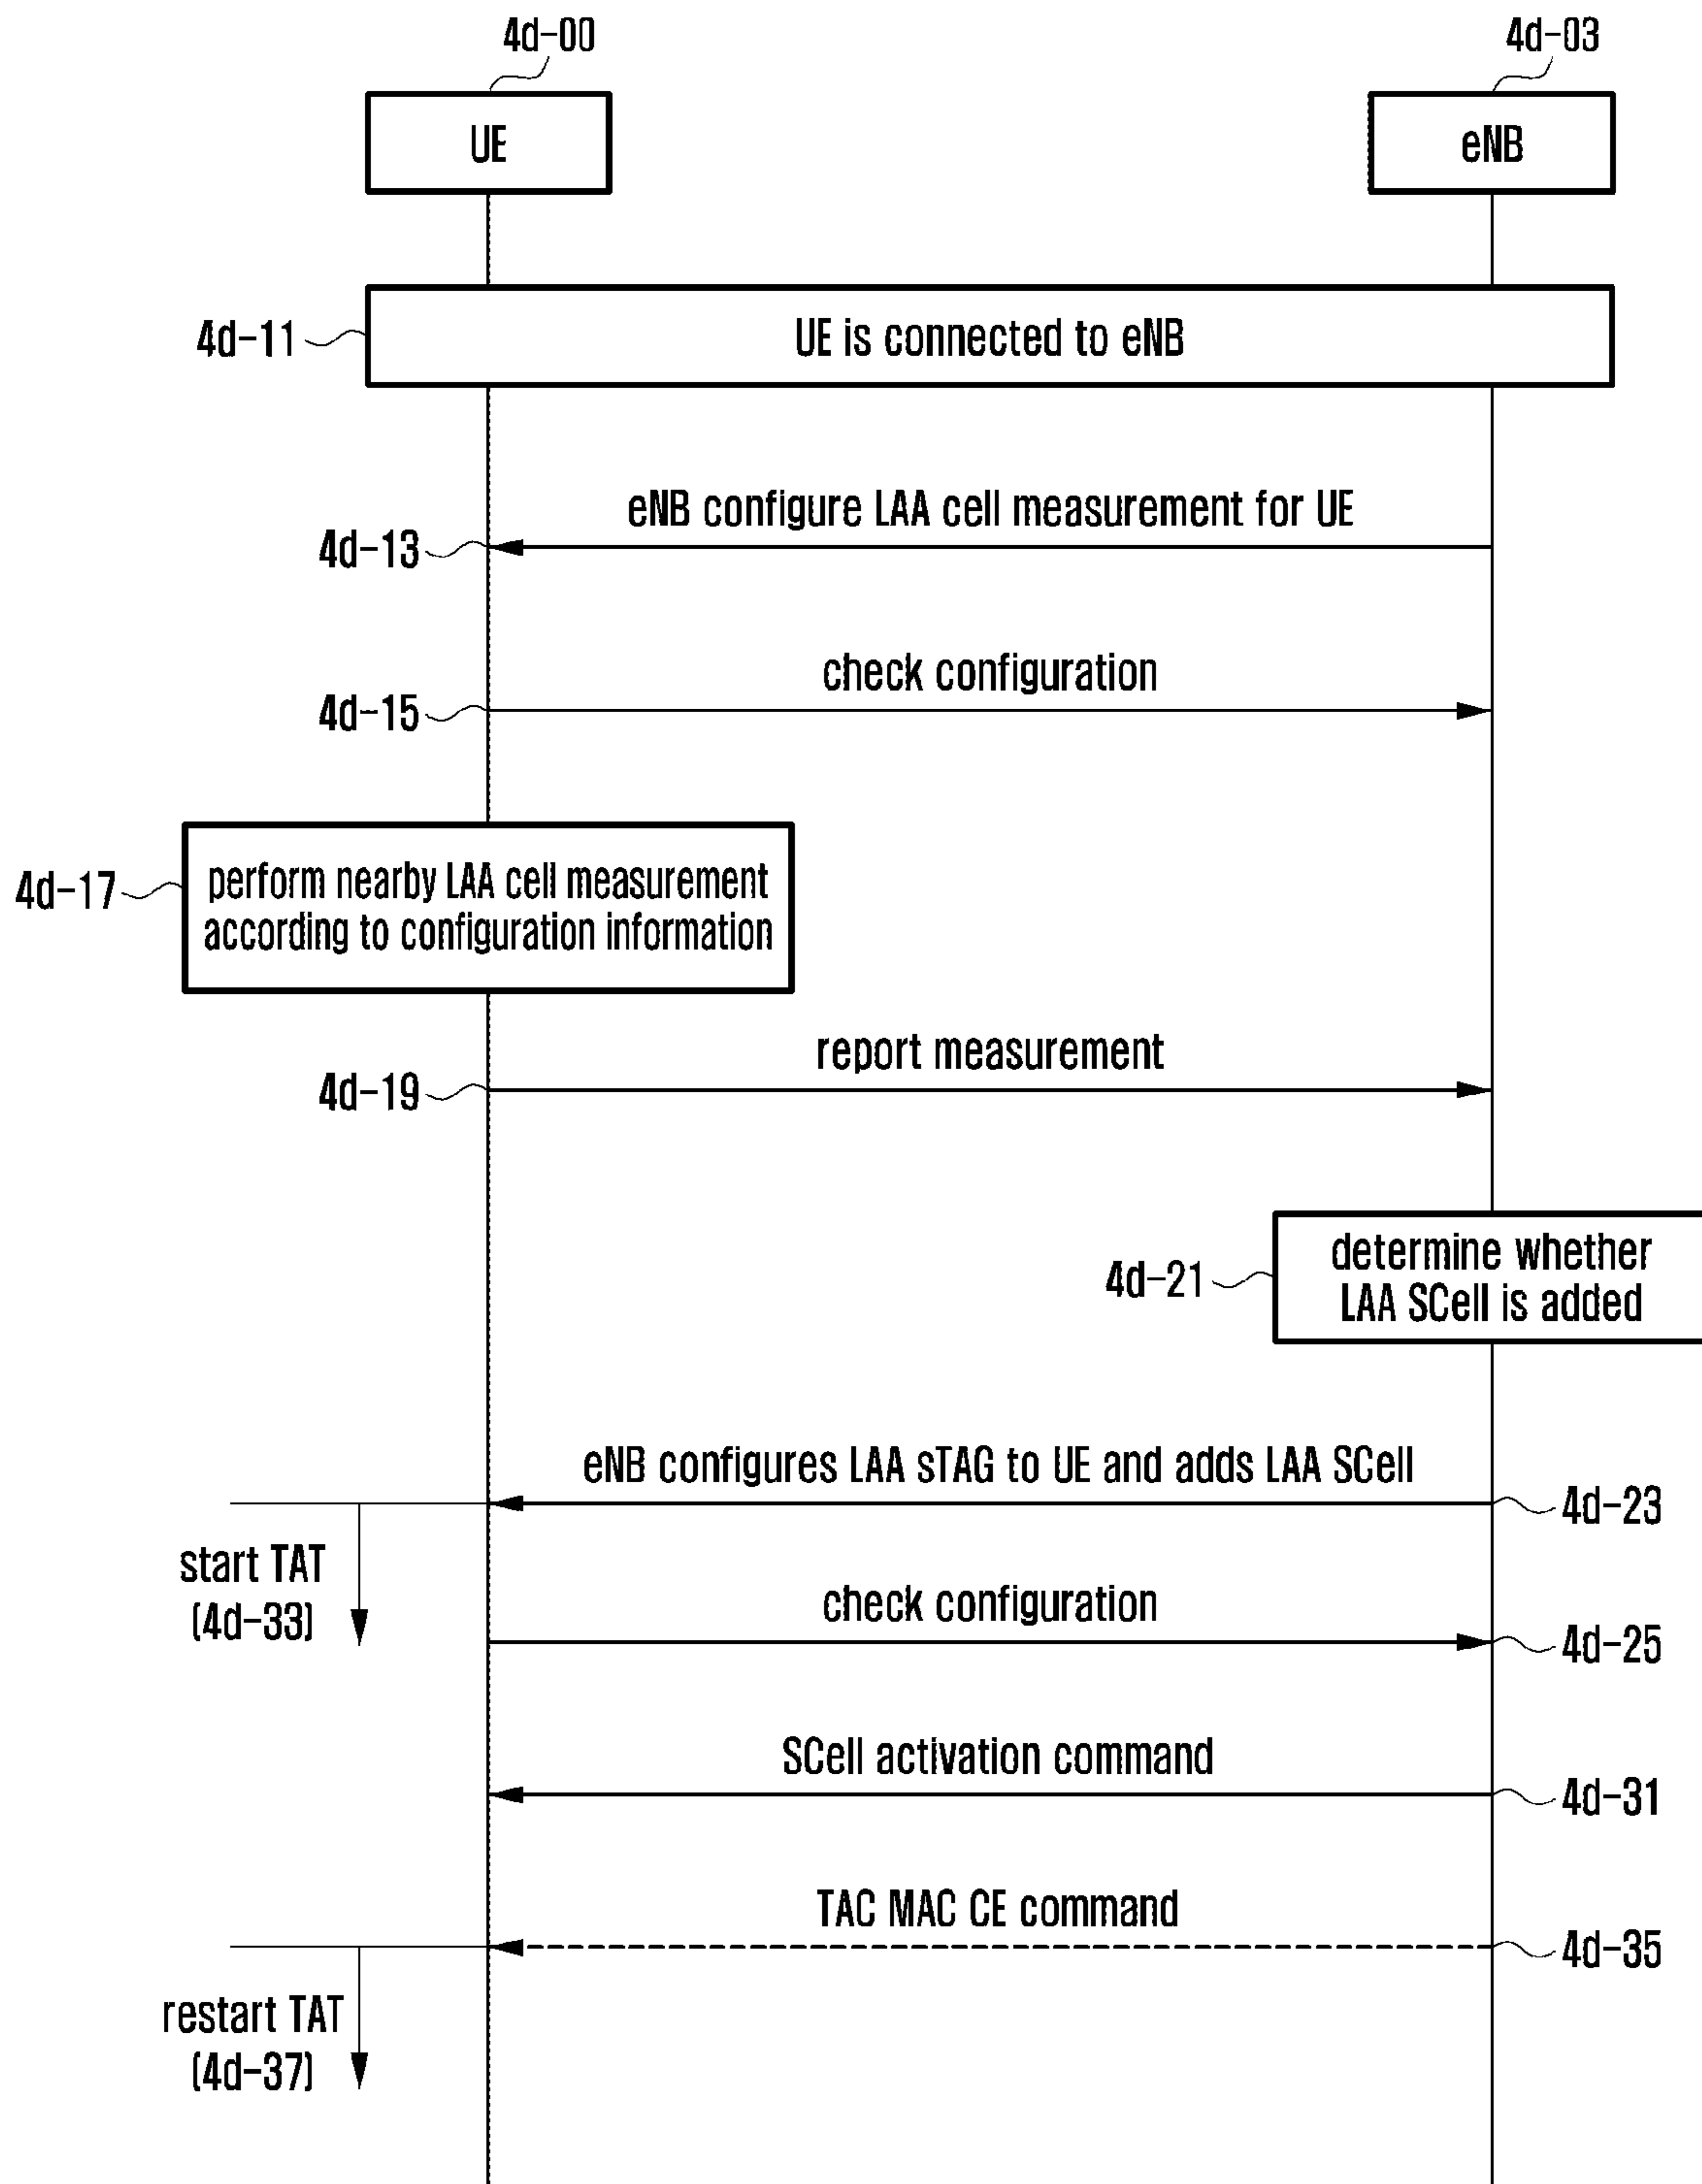 4d-00
4d-03
UE
eNB
4d-11
UE is connected to eNB
eNB configure LAA cell measurement for UE
4d-13
check configuration
4d-15
4d-17
perform nearby LAA cell measurement
according to configuration information
report measurement
4d-19
4d-21
determine whether
LAA SCell is added
eNB configures LAA sTAG to UE and adds LAA SCell
4d-23
start TAT
(4d-33)
check configuration
4d-25
SCell activation command
4d-31
TAC MAC CE command
4d-35
restart TAT
(4d-37)